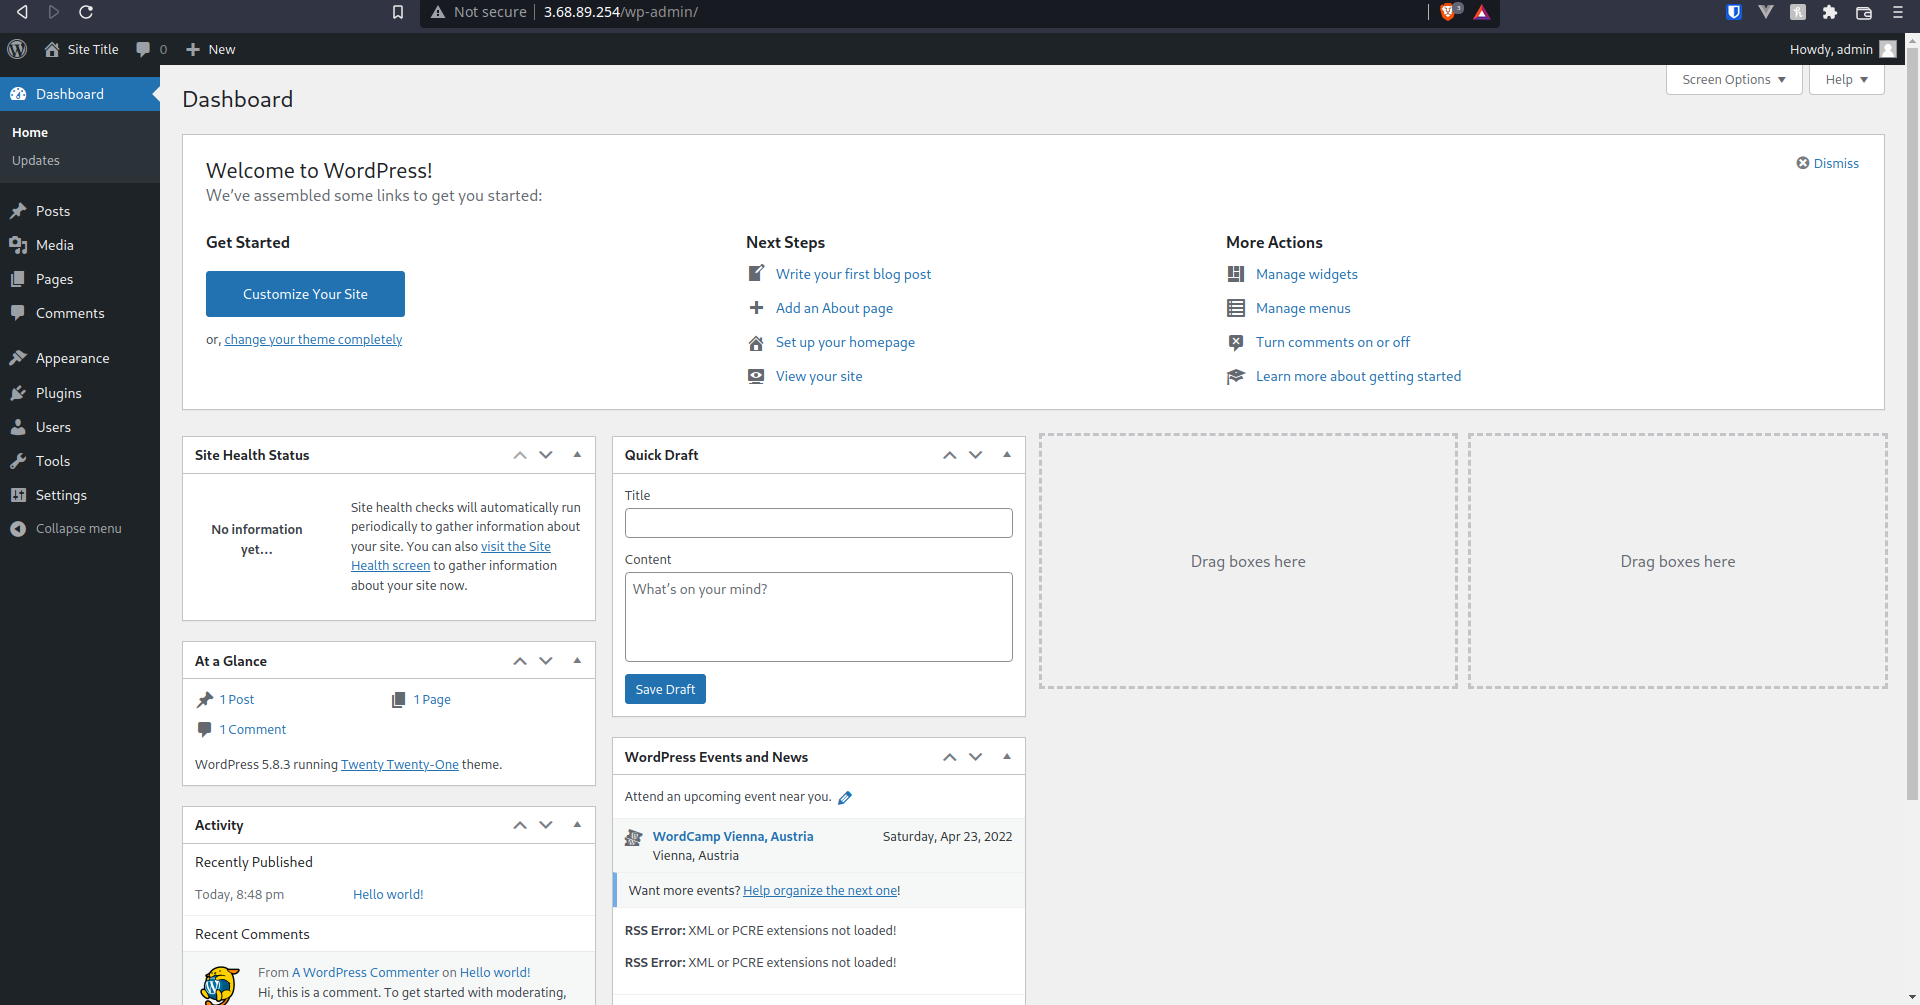 Not secure 3.68.89.254/wp-admin/ 3
Site Title 0 New Howdy, admin
Screen Options Help
Dashboard
Home
Updates
Posts
Media
Pages
Comments
Appearance
Plugins
Users
Tools
Settings
Collapse menu
Dashboard
Welcome to WordPress!
We've assembled some links to get you started:
Dismiss
Get Started
Customize Your Site
or, change your theme completely
Next Steps
Write your first blog post
Add an About page
Set up your homepage
View your site
More Actions
Manage widgets
Manage menus
Turn comments on or off
Learn more about getting started
Site Health Status
No information
yet…
Site health checks will automatically run
periodically to gather information about
your site. You can also visit the Site
Health screen to gather information
about your site now.
At a Glance
1 Post
1 Page
1 Comment
WordPress 5.8.3 running Twenty Twenty-One theme.
Activity
Recently Published
Today, 8:48 pm Hello world!
Recent Comments
From A WordPress Commenter on Hello world!
Hi, this is a comment. To get started with moderating,
Quick Draft
Title
Content
What's on your mind?
Save Draft
WordPress Events and News
Attend an upcoming event near you.
WordCamp Vienna, Austria Saturday, Apr 23, 2022
Vienna, Austria
Want more events? Help organize the next one!
RSS Error: XML or PCRE extensions not loaded!
RSS Error: XML or PCRE extensions not loaded!
Drag boxes here
Drag boxes here